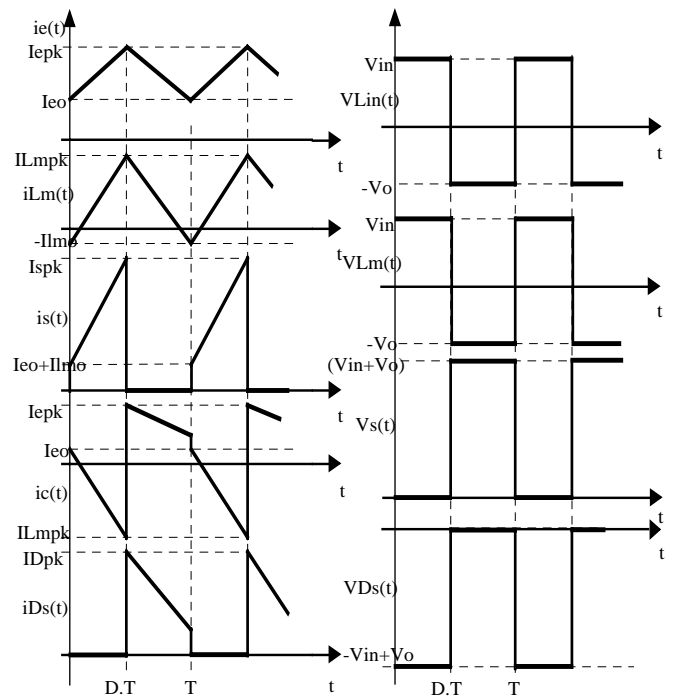 ie(t)
Iepk
Ieo
t
ILmpk
iLm(t)
-Ilmo
t
Ispk
is(t)
Ieo+Ilmo
t
Iepk
Ieo
ic(t)
t
ILmpk
IDpk
iDs(t)
D.T
T
t
Vin
VLin(t)
t
-Vo
Vin
VLm(t)
t
-Vo
(Vin+Vo)
Vs(t)
t
t
VDs(t)
-Vin+Vo
D.T
T